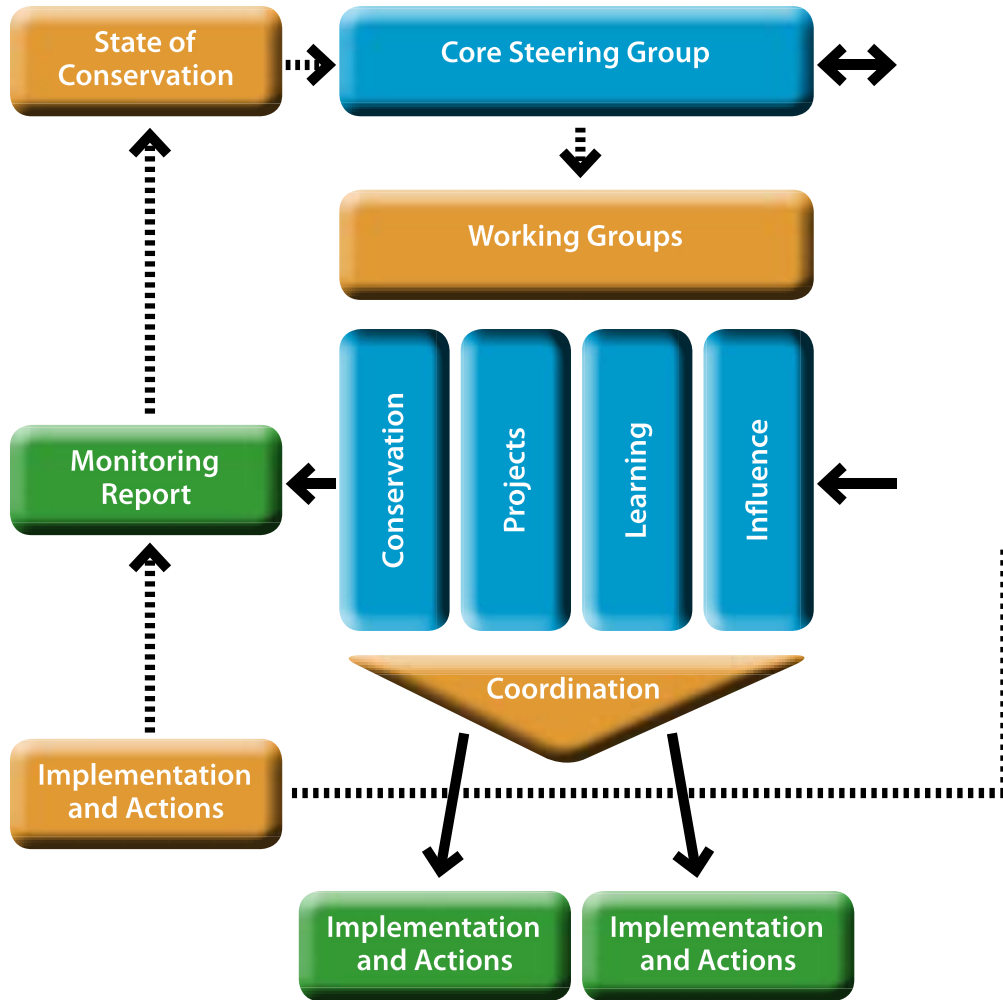 State of
Conservation
Core Steering Group
Working Groups
Conservation
Projects
Learning
Influence
Monitoring
Report
Coordination
Implementation
and Actions
Implementation
and Actions
Implementation
and Actions